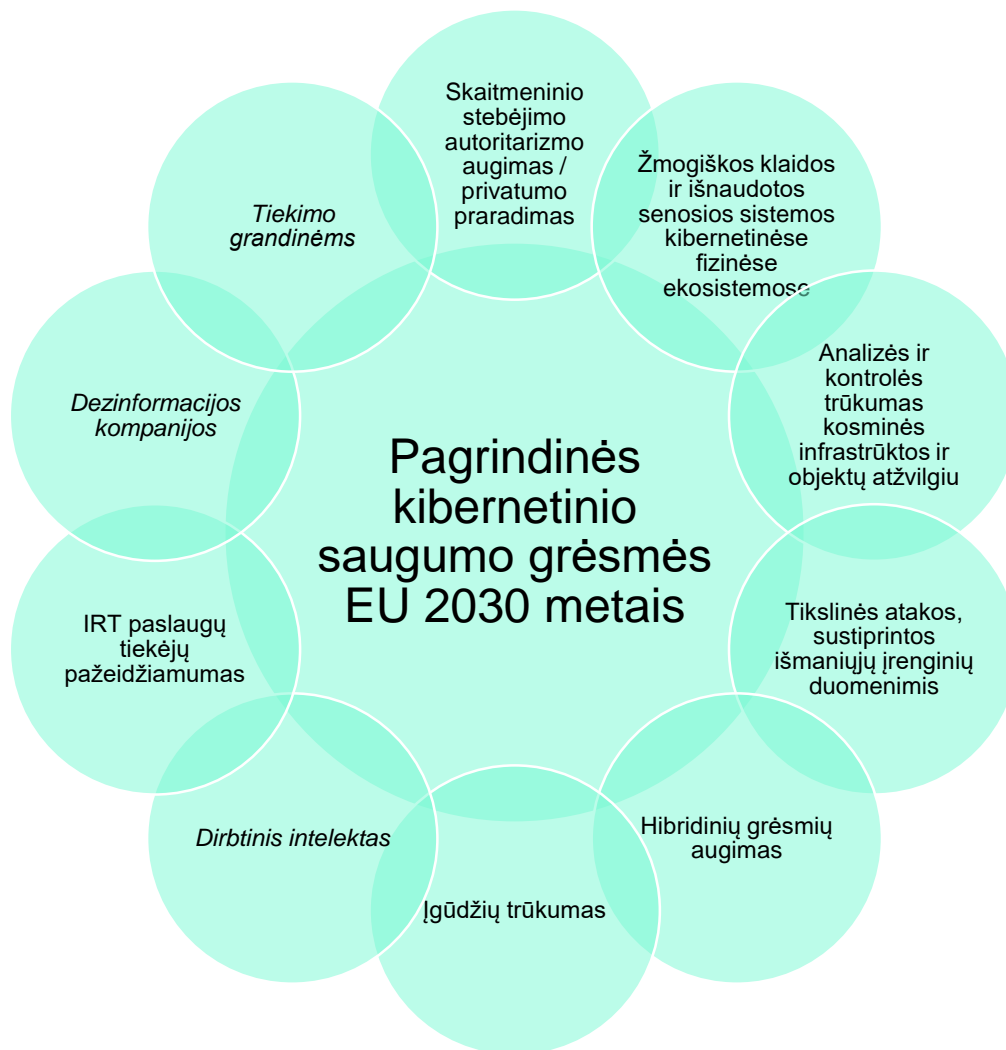 Skaitmeninio
stebėjimo
autoritarizmo
augimas /
privatumo
praradimas
Žmogiškos klaidos
ir išnaudotos
senosios sistemos
kibernetinėse
fizinėse
ekosistemose
Analizės ir
kontrolės
trūkumas
kosminės
infrastrūktos ir
objektų atžvilgiu
Tikslinės atakos,
sustiprintos
išmaniųjų įrenginių
duomenimis
Hibridinių grėsmių
augimas
Įgūdžių trūkumas
Dirbtinis intelektas
IRT paslaugų
tiekėjų
pažeidžiamumas
Dezinformacijos
kompanijos
Tiekimo
grandinėms
Pagrindinės
kibernetinio
saugumo grėsmės
EU 2030 metais